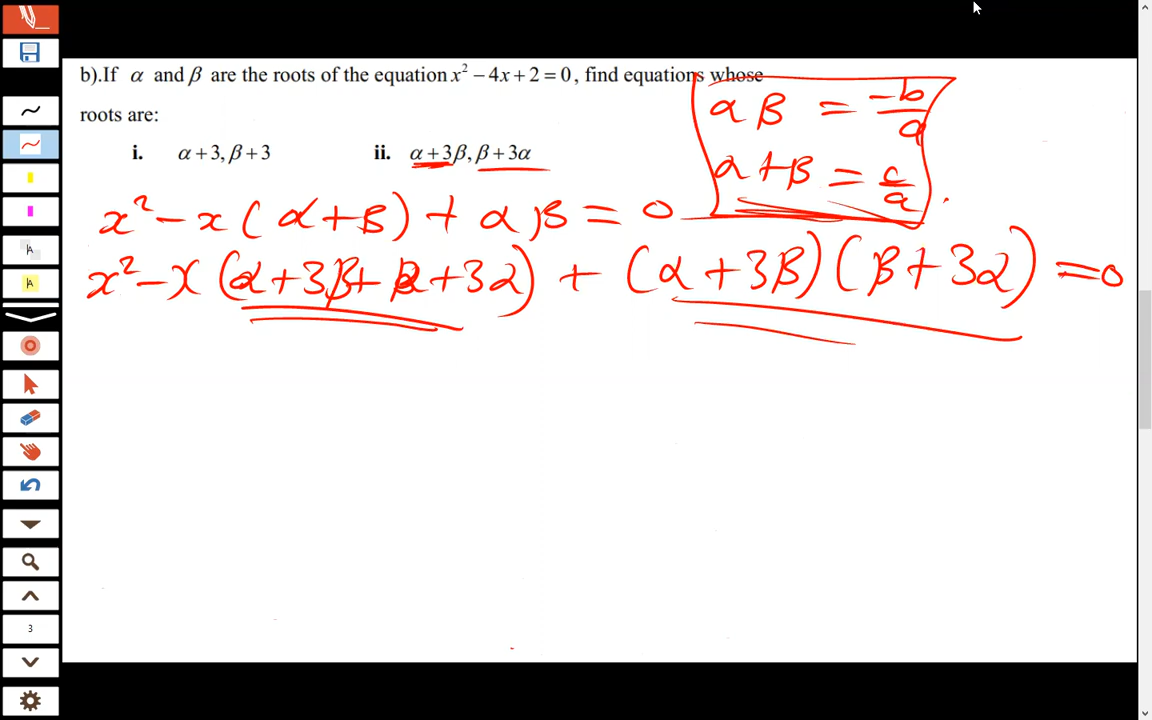 b).If α and β are the roots of the equation x² − 4x + 2 = 0, find equations whose
roots are:
αβ = -b/a
α+β = c/a
i. α+3, β+3 ii. α+3β, β+3α
x² - x(α+β) + αβ = 0
x² - x(α+3β+β+3α) + (α+3β)(β+3α) = 0
A
A
3